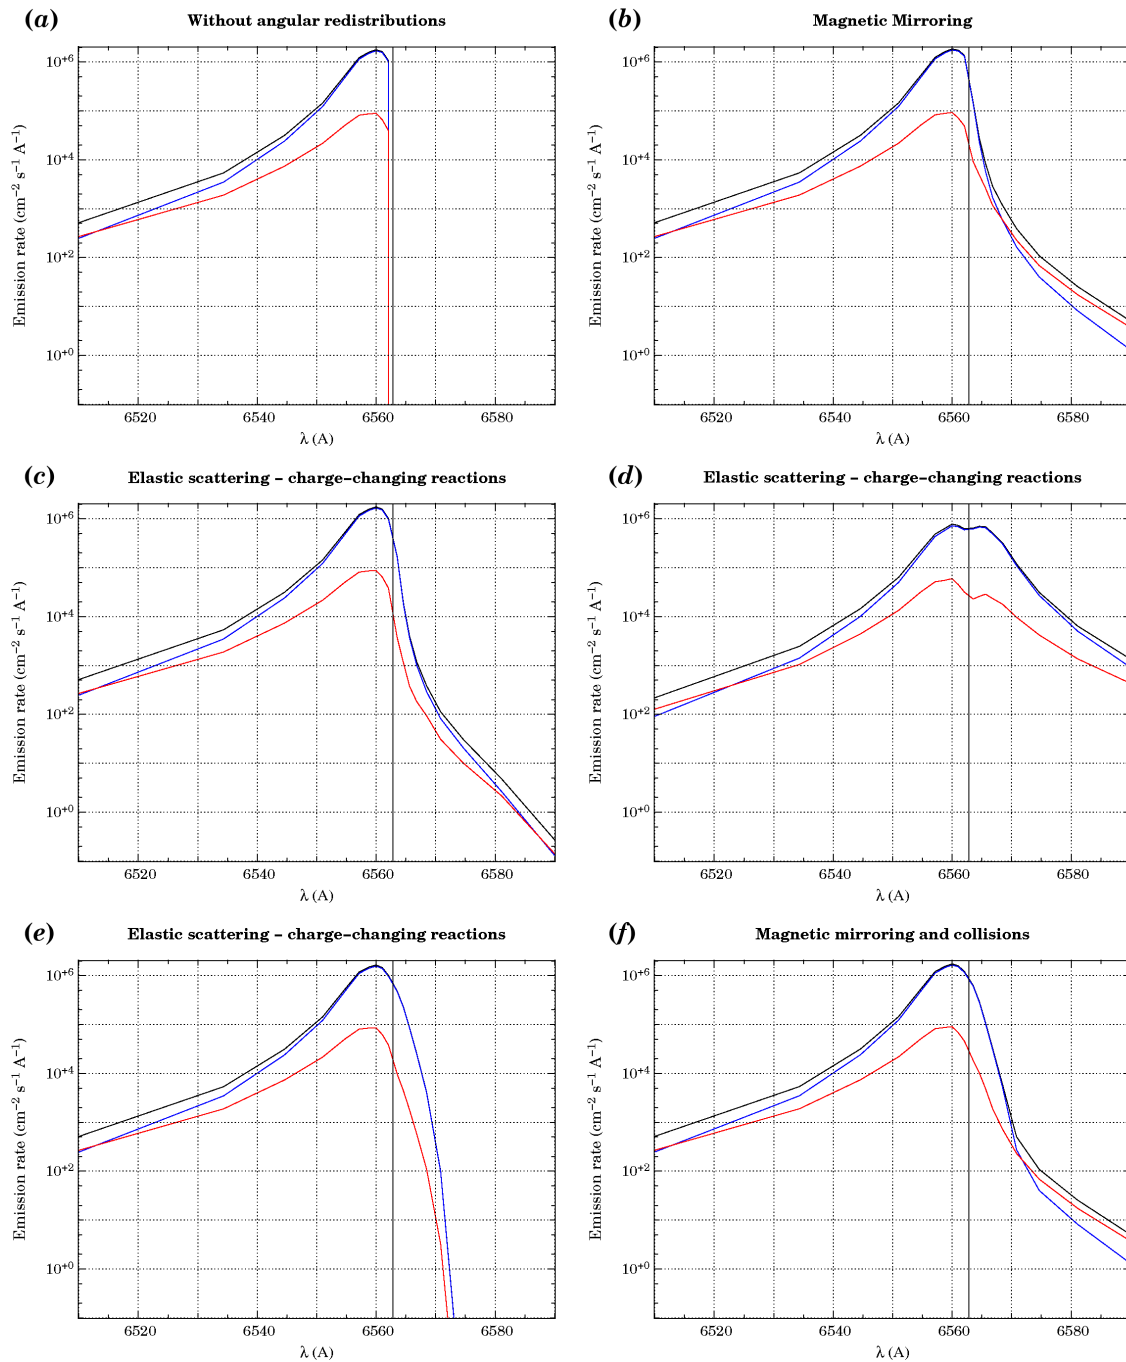 (a) Without angular redistributions
(b) Magnetic Mirroring
Emission rate (cm−2 s−1 A−1)
10+6
10+4
10+2
10+0
6520 6540 6560 6580
λ (A)
Emission rate (cm−2 s−1 A−1)
10+6
10+4
10+2
10+0
6520 6540 6560 6580
λ (A)
(c) Elastic scattering – charge–changing reactions
(d) Elastic scattering – charge–changing reactions
Emission rate (cm−2 s−1 A−1)
10+6
10+4
10+2
10+0
6520 6540 6560 6580
λ (A)
Emission rate (cm−2 s−1 A−1)
10+6
10+4
10+2
10+0
6520 6540 6560 6580
λ (A)
(e) Elastic scattering – charge–changing reactions
(f) Magnetic mirroring and collisions
Emission rate (cm−2 s−1 A−1)
10+6
10+4
10+2
10+0
6520 6540 6560 6580
λ (A)
Emission rate (cm−2 s−1 A−1)
10+6
10+4
10+2
10+0
6520 6540 6560 6580
λ (A)